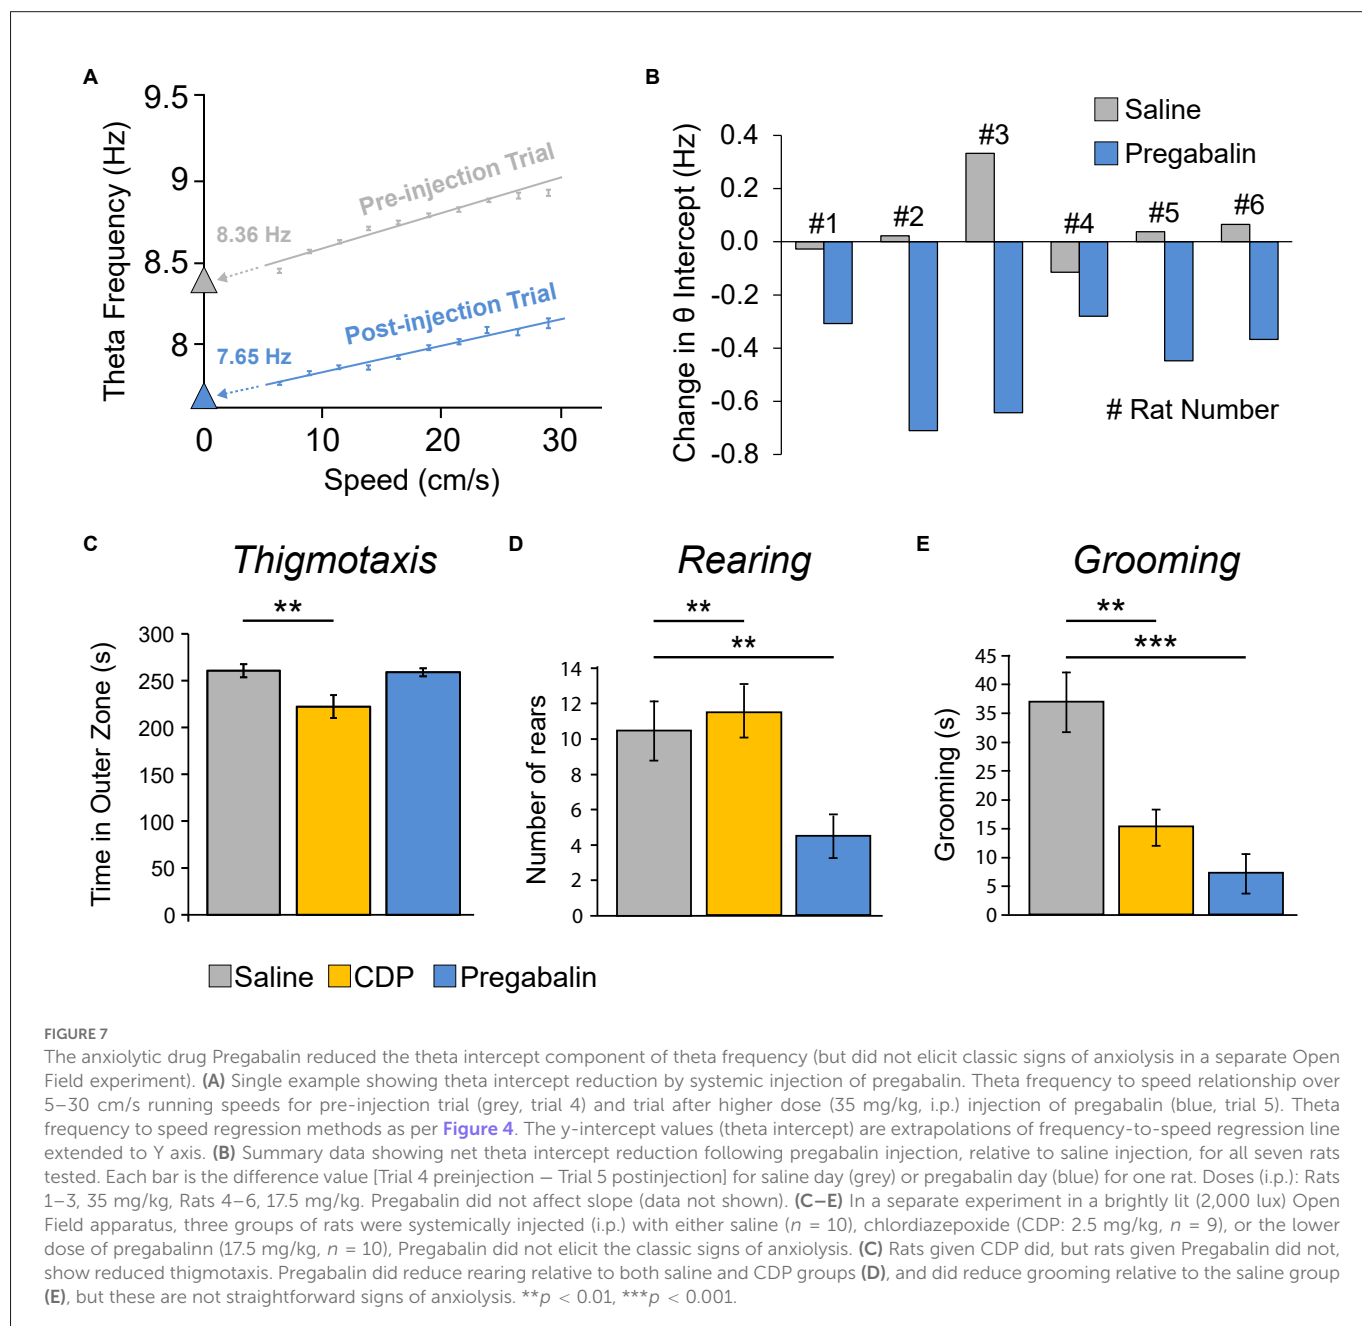 A
Theta Frequency (Hz)
9.5
9
8.5
8
8.36 Hz
7.65 Hz
Pre-injection Trial
Post-injection Trial
0 10 20 30
Speed (cm/s)
B
Change in θ Intercept (Hz)
0.4
0.2
0.0
-0.2
-0.4
-0.6
-0.8
#1 #2 #3 #4 #5 #6
Saline
Pregabalin
# Rat Number
C
Thigmotaxis
**
Time in Outer Zone (s)
300
250
200
150
100
50
0
D
Rearing
**
**
Number of rears
14
12
10
8
6
4
2
0
E
Grooming
**
***
Grooming (s)
45
40
35
30
25
20
15
10
5
0
Saline CDP Pregabalin
FIGURE 7
The anxiolytic drug Pregabalin reduced the theta intercept component of theta frequency (but did not elicit classic signs of anxiolysis in a separate Open
Field experiment). (A) Single example showing theta intercept reduction by systemic injection of pregabalin. Theta frequency to speed relationship over
5–30 cm/s running speeds for pre-injection trial (grey, trial 4) and trial after higher dose (35 mg/kg, i.p.) injection of pregabalin (blue, trial 5). Theta
frequency to speed regression methods as per Figure 4. The y-intercept values (theta intercept) are extrapolations of frequency-to-speed regression line
extended to Y axis. (B) Summary data showing net theta intercept reduction following pregabalin injection, relative to saline injection, for all seven rats
tested. Each bar is the difference value [Trial 4 preinjection — Trial 5 postinjection] for saline day (grey) or pregabalin day (blue) for one rat. Doses (i.p.): Rats
1–3, 35 mg/kg, Rats 4–6, 17.5 mg/kg. Pregabalin did not affect slope (data not shown). (C–E) In a separate experiment in a brightly lit (2,000 lux) Open
Field apparatus, three groups of rats were systemically injected (i.p.) with either saline (n = 10), chlordiazepoxide (CDP: 2.5 mg/kg, n = 9), or the lower
dose of pregabalinn (17.5 mg/kg, n = 10), Pregabalin did not elicit the classic signs of anxiolysis. (C) Rats given CDP did, but rats given Pregabalin did not,
show reduced thigmotaxis. Pregabalin did reduce rearing relative to both saline and CDP groups (D), and did reduce grooming relative to the saline group
(E), but these are not straightforward signs of anxiolysis. **p < 0.01, ***p < 0.001.